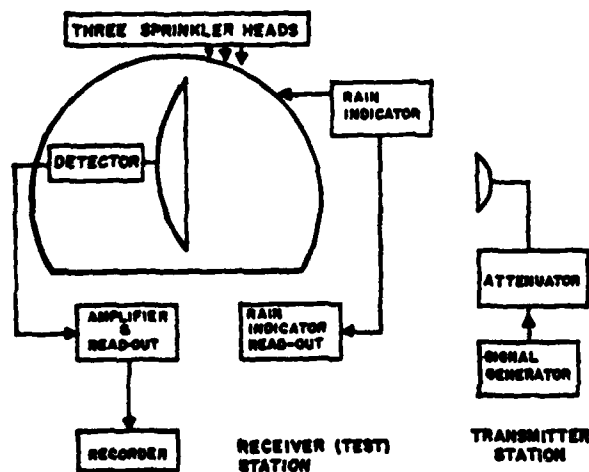 THREE SPRINKLER HEADS
RAIN
INDICATOR
DETECTOR
ATTENUATOR
AMPLIFIER
&
READ-OUT
RAIN
INDICATOR
READ-OUT
SIGNAL
GENERATOR
RECORDER
RECEIVER (TEST)
STATION
TRANSMITTER
STATION